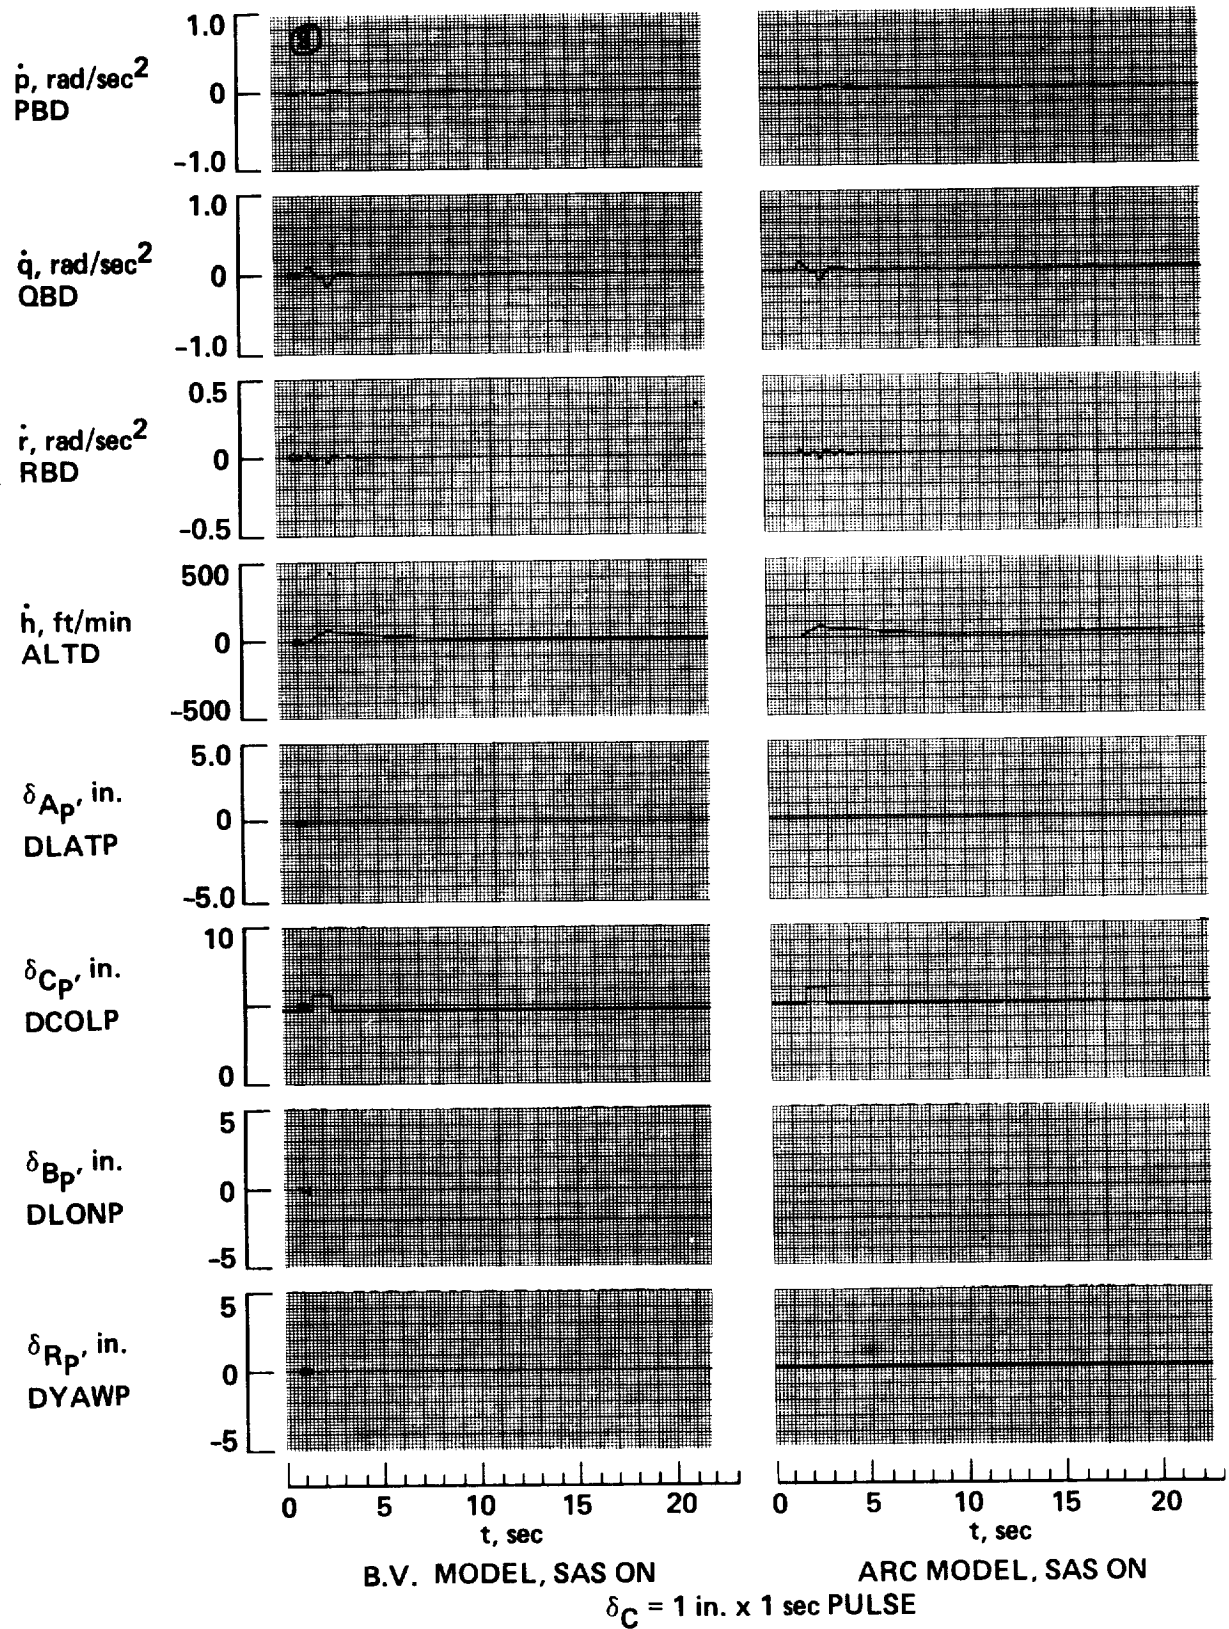 1.0
ṗ, rad/sec2
0
PBD
-1.0
1.0
q̇, rad/sec2
0
QBD
-1.0
0.5
ṙ, rad/sec2
0
RBD
-0.5
500
ḣ, ft/min
0
ALTD
-500
5.0
δAp, in.
0
DLATP
-5.0
10
δCp, in.
DCOLP
0
5
δBp, in.
0
DLONP
-5
5
δRp, in.
0
DYAWP
-5
0 5 10 15 20
t, sec
B.V. MODEL, SAS ON
0 5 10 15 20
t, sec
ARC MODEL, SAS ON
δC = 1 in. x 1 sec PULSE